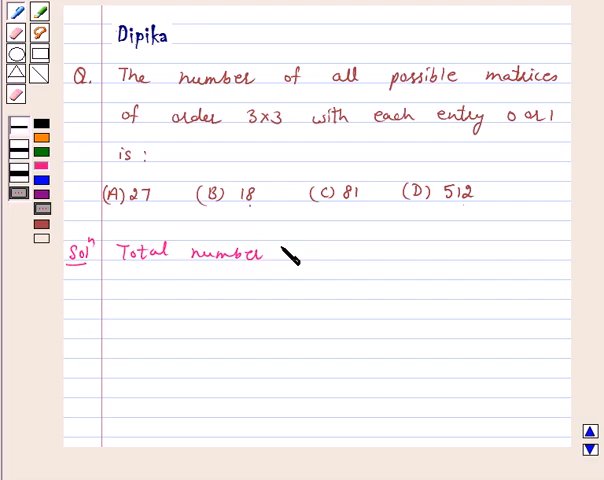 Dipika
Q. The number of all possible matrices
of order 3×3 with each entry 0 or 1
is :
(A) 27 (B) 18 (C) 81 (D) 512
Solⁿ Total number